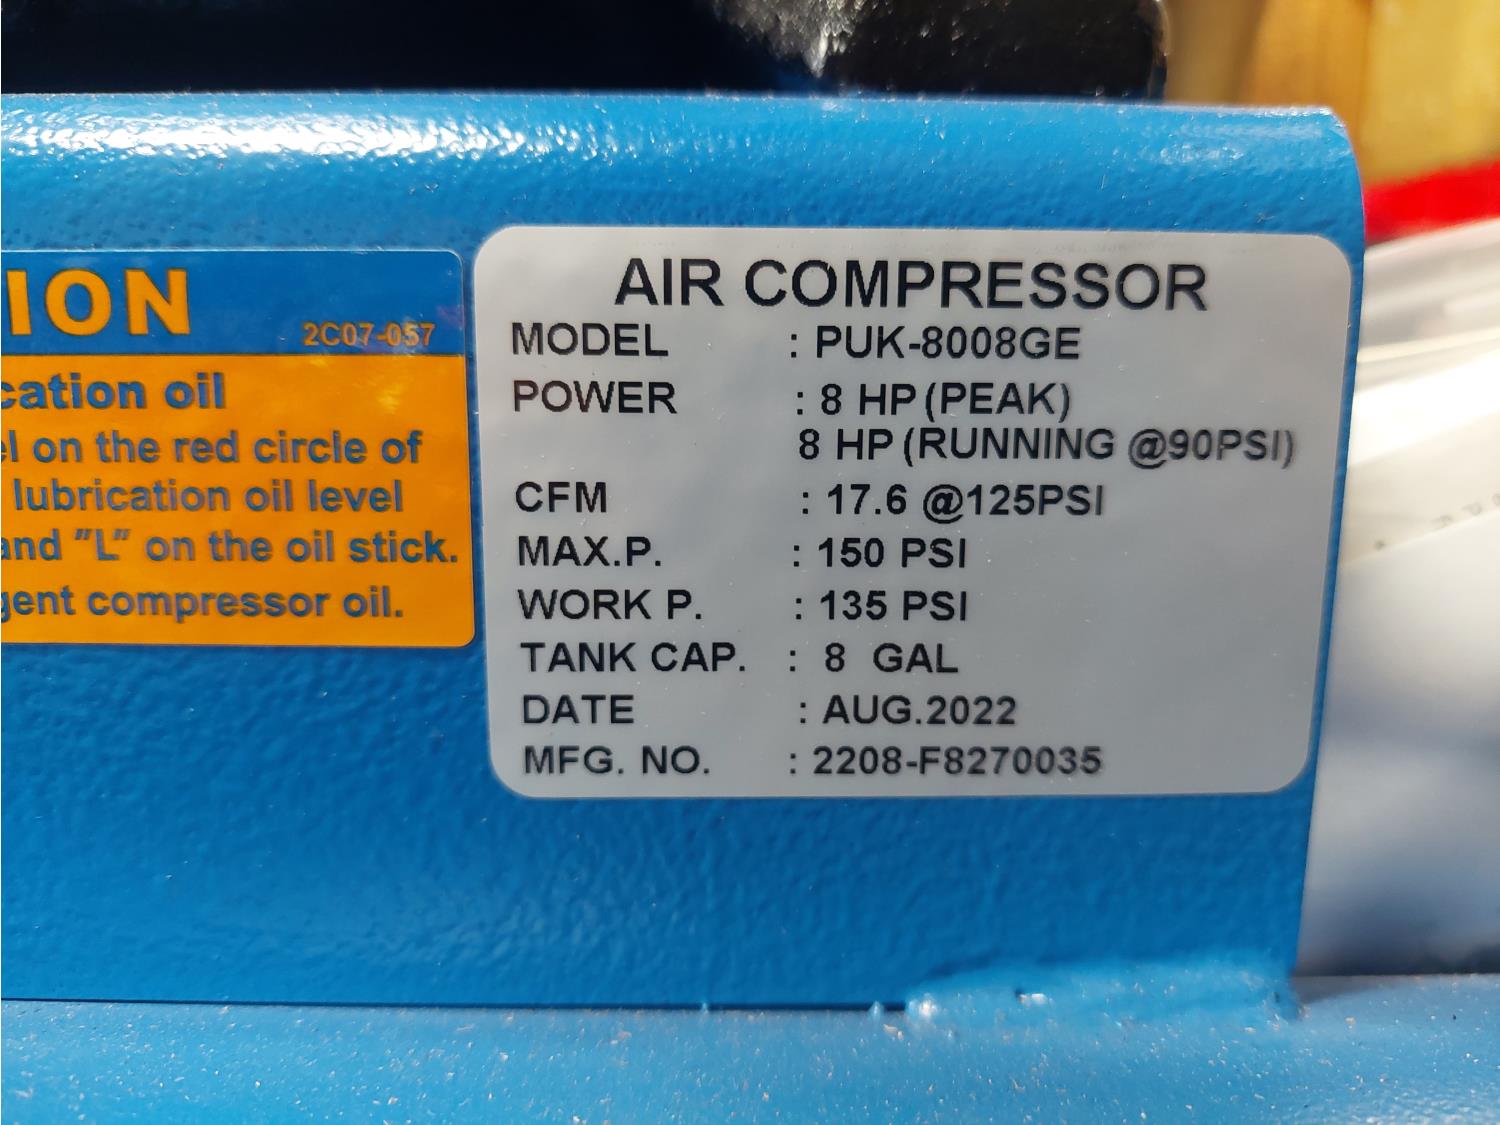 ION
2C07-057
cation oil
el on the red circle of
lubrication oil level
and "L" on the oil stick.
gent compressor oil.
AIR COMPRESSOR
MODEL : PUK-8008GE
POWER : 8 HP (PEAK)
8 HP (RUNNING @90PSI)
CFM : 17.6 @125PSI
MAX.P. : 150 PSI
WORK P. : 135 PSI
TANK CAP. : 8 GAL
DATE : AUG.2022
MFG. NO. : 2208-F8270035